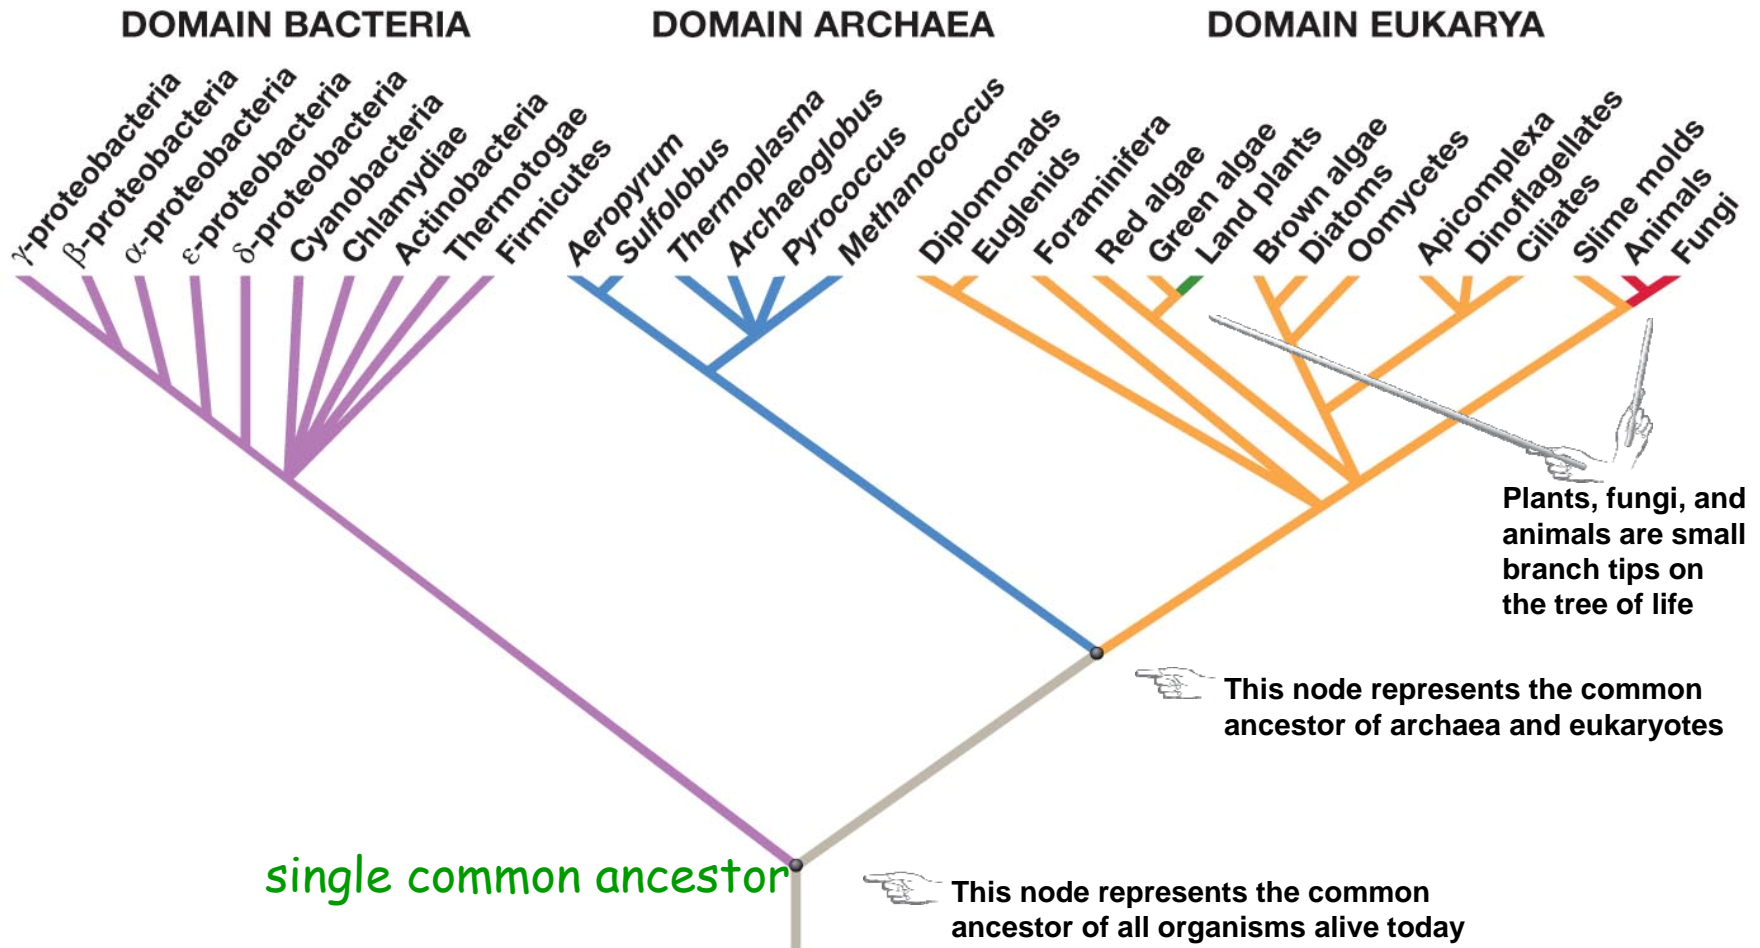 DOMAIN BACTERIA
DOMAIN ARCHAEA
DOMAIN EUKARYA
γ-proteobacteria
β-proteobacteria
α-proteobacteria
ε-proteobacteria
δ-proteobacteria
Cyanobacteria
Chlamydiae
Actinobacteria
Thermotogae
Firmicutes
Aeropyrum
Sulfolobus
Thermoplasma
Archaeoglobus
Pyrococcus
Methanococcus
Diplomonads
Euglenids
Foraminifera
Red algae
Green algae
Land plants
Brown algae
Diatoms
Oomycetes
Apicomplexa
Dinoflagellates
Ciliates
Slime molds
Animals
Fungi
Plants, fungi, and
animals are small
branch tips on
the tree of life
This node represents the common
ancestor of archaea and eukaryotes
single common ancestor
This node represents the common
ancestor of all organisms alive today